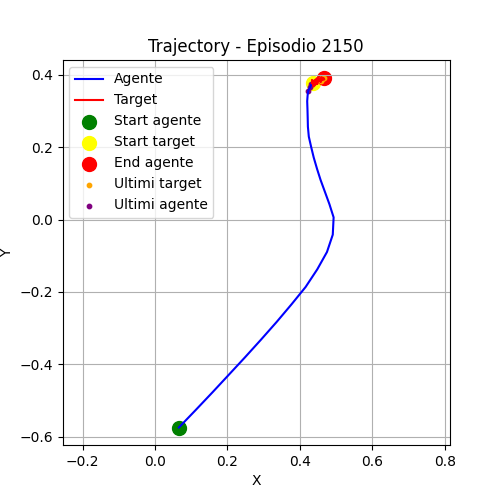 Trajectory - Episodio 2150
Agente
Target
Start agente
Start target
End agente
Ultimi target
Ultimi agente
0.4
0.2
0.0
−0.2
−0.4
−0.6
Y
−0.2
0.0
0.2
0.4
0.6
0.8
X